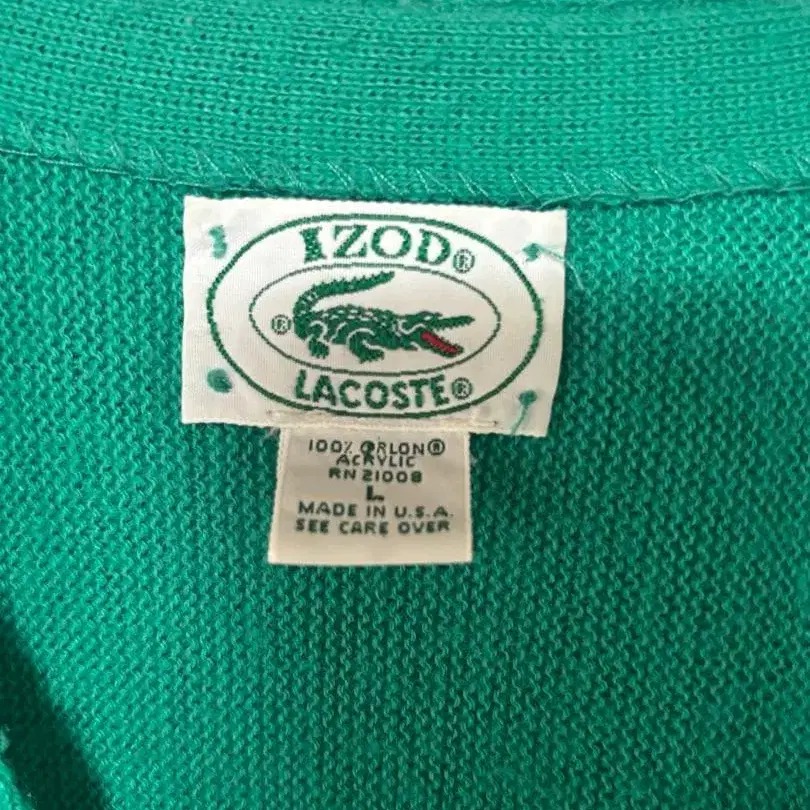 IZOD®
®
LACOSTE®
100% ORLON®
ACRYLIC
RN 21008
L
MADE IN U.S.A.
SEE CARE OVER